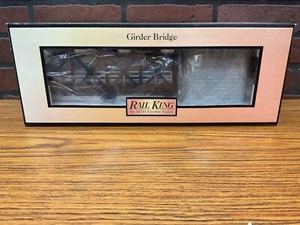 Girder Bridge
RAIL KING
By MTH Electric Trains